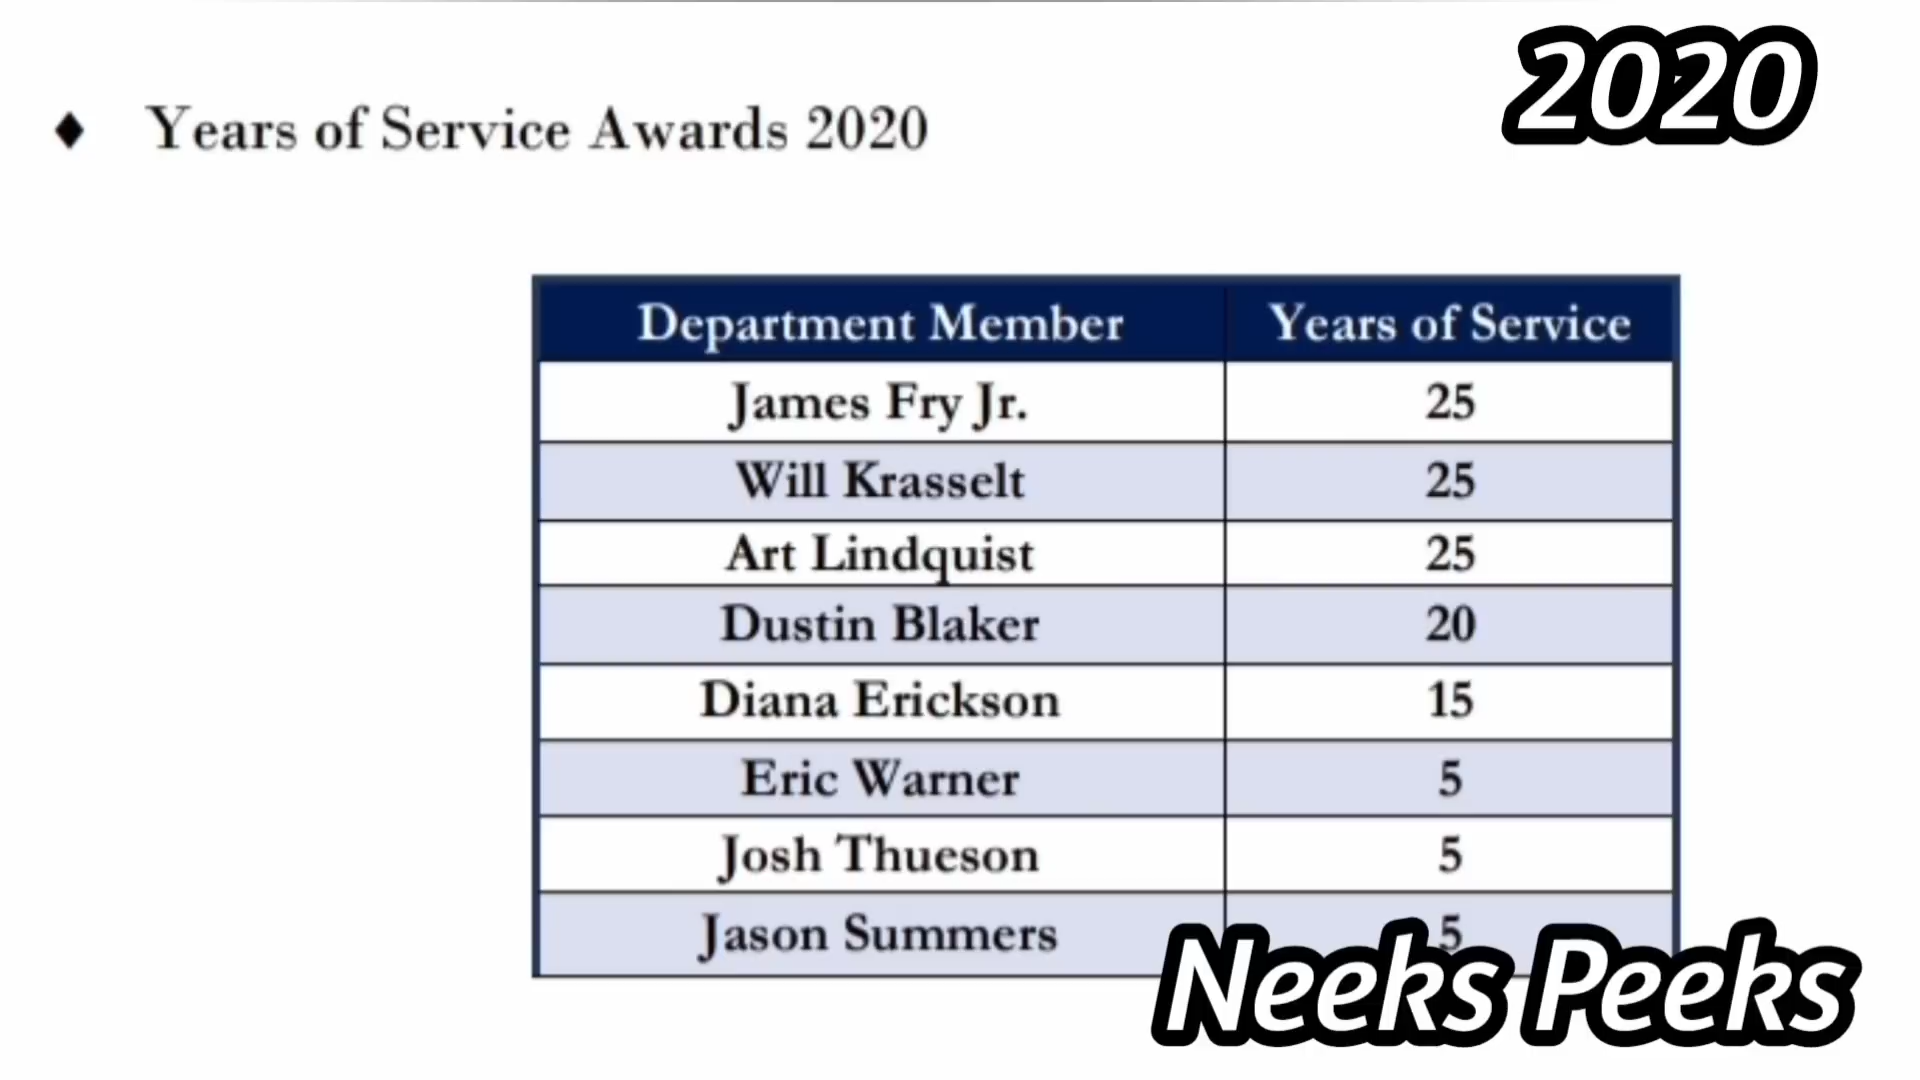 2020
♦ Years of Service Awards 2020
Department Member Years of Service
James Fry Jr. 25
Will Krasselt 25
Art Lindquist 25
Dustin Blaker 20
Diana Erickson 15
Eric Warner 5
Josh Thueson 5
Jason Summers 5
Neeks Peeks